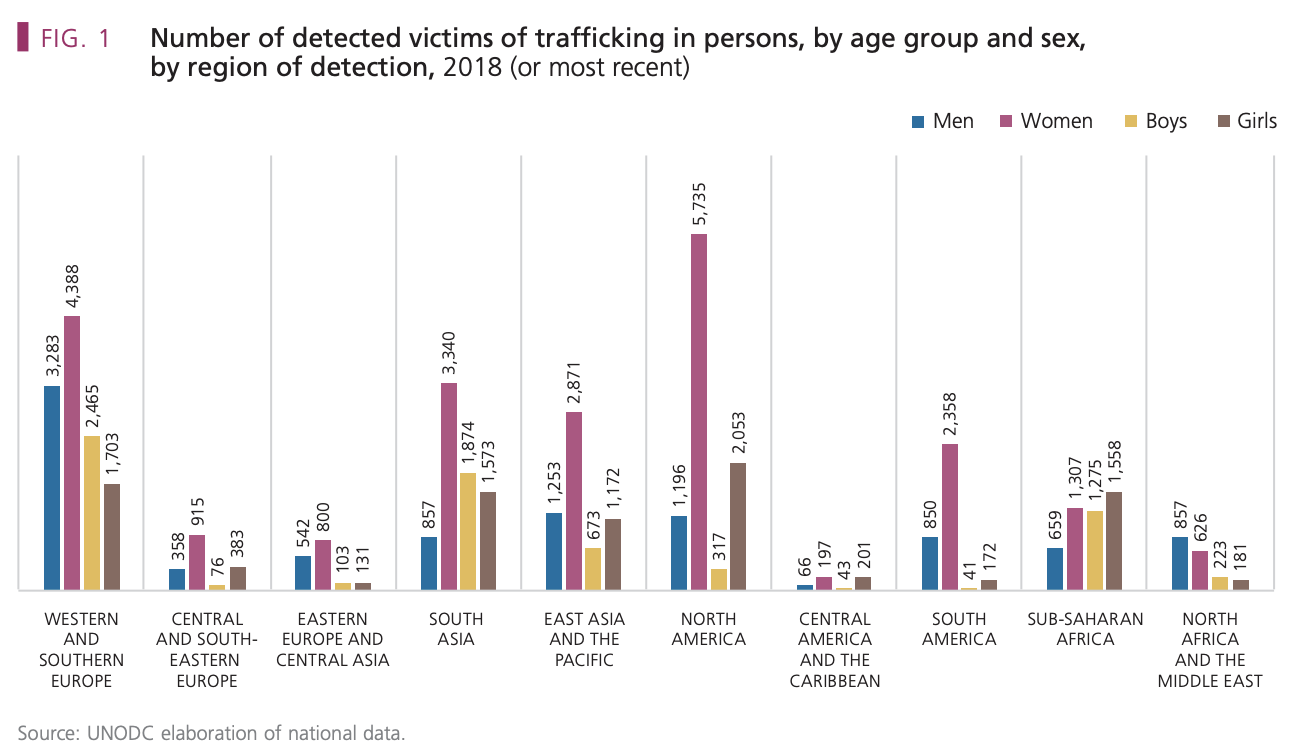 FIG. 1
Number of detected victims of trafficking in persons, by age group and sex,
by region of detection, 2018 (or most recent)
Men Women Boys Girls
3,283 4,388 2,465 1,703
358 915 76 383
542 800 103 131
857 3,340 1,874 1,573
1,253 2,871 673 1,172
1,196 5,735 317 2,053
66 197 43 201
850 2,358 41 172
659 1,307 1,275 1,558
857 626 223 181
WESTERN
AND
SOUTHERN
EUROPE
CENTRAL
AND SOUTH-
EASTERN
EUROPE
EASTERN
EUROPE AND
CENTRAL ASIA
SOUTH
ASIA
EAST ASIA
AND THE
PACIFIC
NORTH
AMERICA
CENTRAL
AMERICA
AND THE
CARIBBEAN
SOUTH
AMERICA
SUB-SAHARAN
AFRICA
NORTH
AFRICA
AND THE
MIDDLE EAST
Source: UNODC elaboration of national data.